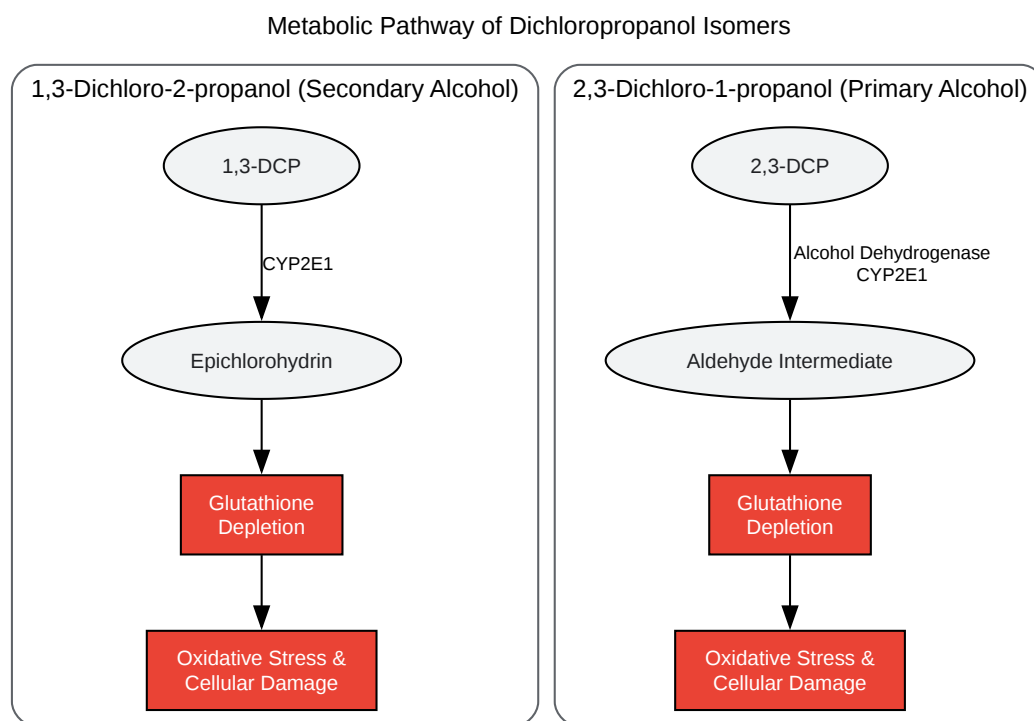 Metabolic Pathway of Dichloropropanol Isomers
1,3-Dichloro-2-propanol (Secondary Alcohol)
1,3-DCP
CYP2E1
Epichlorohydrin
Glutathione
Depletion
Oxidative Stress &
Cellular Damage
2,3-Dichloro-1-propanol (Primary Alcohol)
2,3-DCP
Alcohol Dehydrogenase
CYP2E1
Aldehyde Intermediate
Glutathione
Depletion
Oxidative Stress &
Cellular Damage